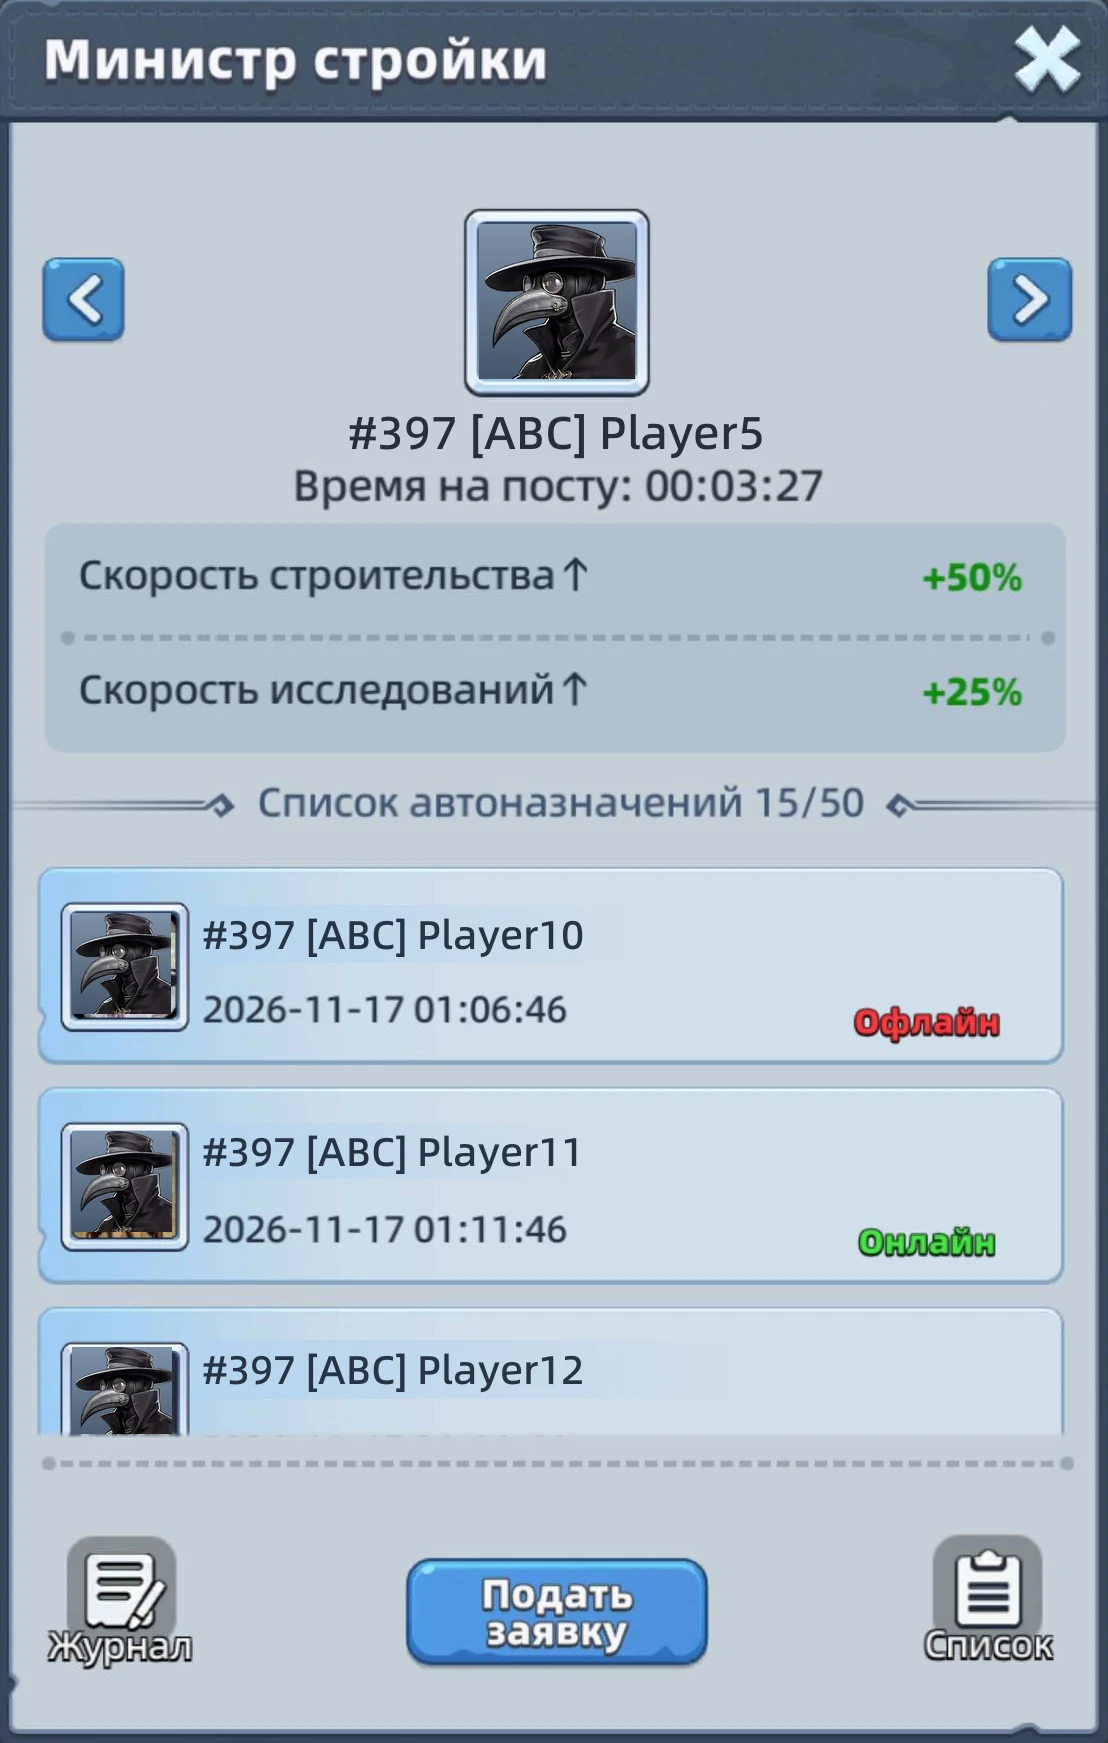 Министр стройки
#397 [ABC] Player5
Время на посту: 00:03:27
Скорость строительства↑ +50%
Скорость исследований↑ +25%
Список автоназначений 15/50
#397 [ABC] Player10
2026-11-17 01:06:46
Офлайн
#397 [ABC] Player11
2026-11-17 01:11:46
Онлайн
#397 [ABC] Player12
Журнал
Подать
заявку
Список